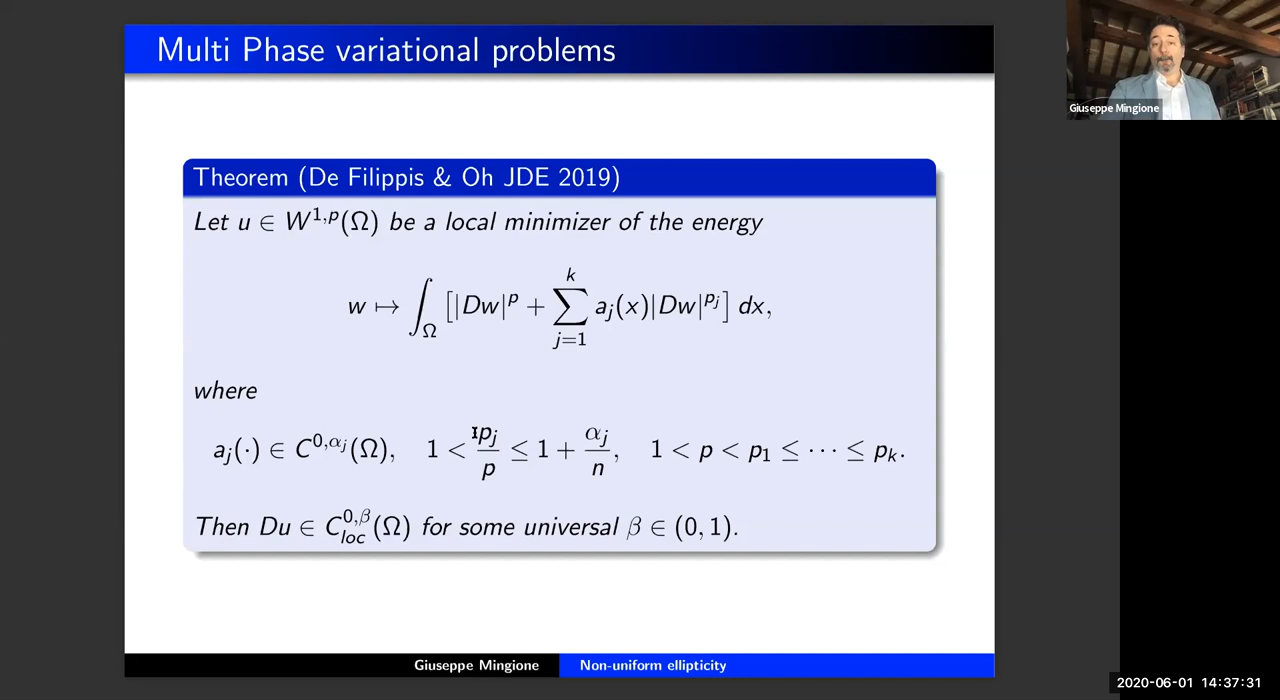 Multi Phase variational problems
Giuseppe Mingione
Theorem (De Filippis & Oh JDE 2019)
Let u ∈ W^{1,p}(Ω) be a local minimizer of the energy
w ↦ ∫_Ω [|Dw|^p + ∑_{j=1}^k a_j(x)|Dw|^{p_j}] dx,
where
a_j(·) ∈ C^{0,α_j}(Ω), 1 < p_j/p ≤ 1 + α_j/n, 1 < p < p_1 ≤ ··· ≤ p_k.
Then Du ∈ C^{0,β}_{loc}(Ω) for some universal β ∈ (0, 1).
Giuseppe Mingione Non-uniform ellipticity
2020-06-01 14:37:31